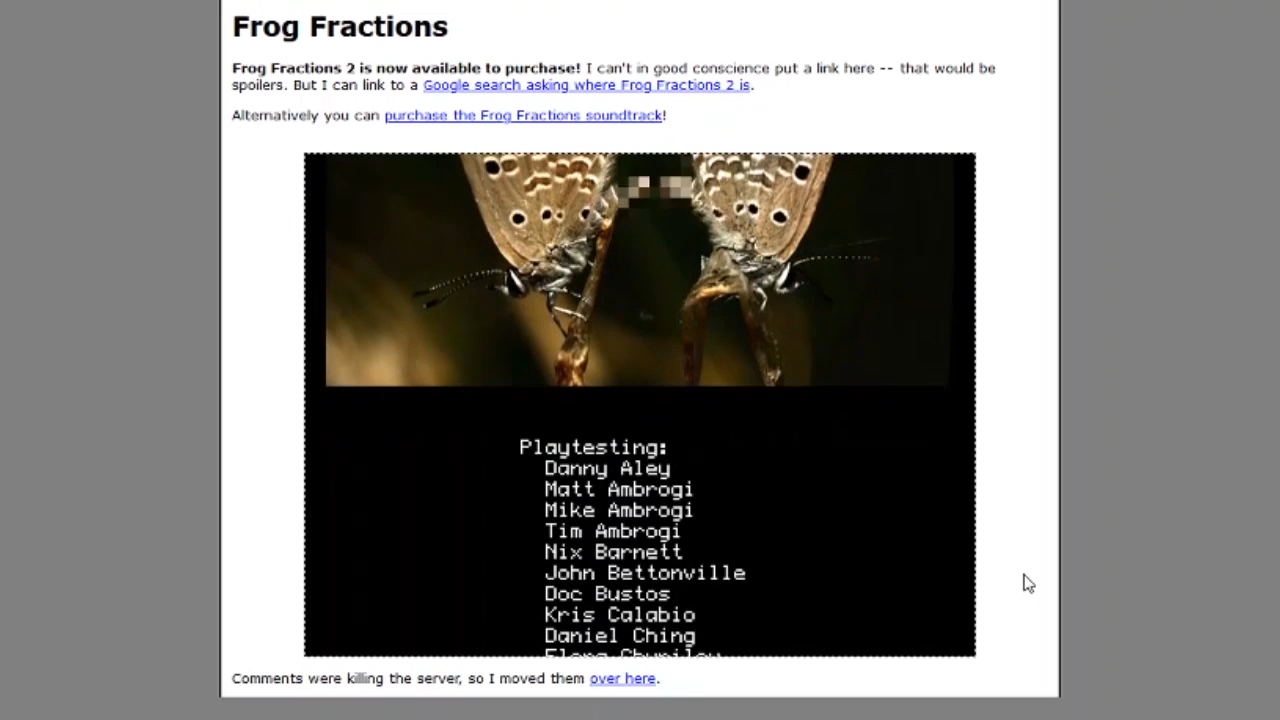 Frog Fractions
Frog Fractions 2 is now available to purchase! I can't in good conscience put a link here -- that would be
spoilers. But I can link to a Google search asking where Frog Fractions 2 is.
Alternatively you can purchase the Frog Fractions soundtrack!
Playtesting:
Danny Aley
Matt Ambrogi
Mike Ambrogi
Tim Ambrogi
Nix Barnett
John Bettonville
Doc Bustos
Kris Calabio
Daniel Ching
Comments were killing the server, so I moved them over here.